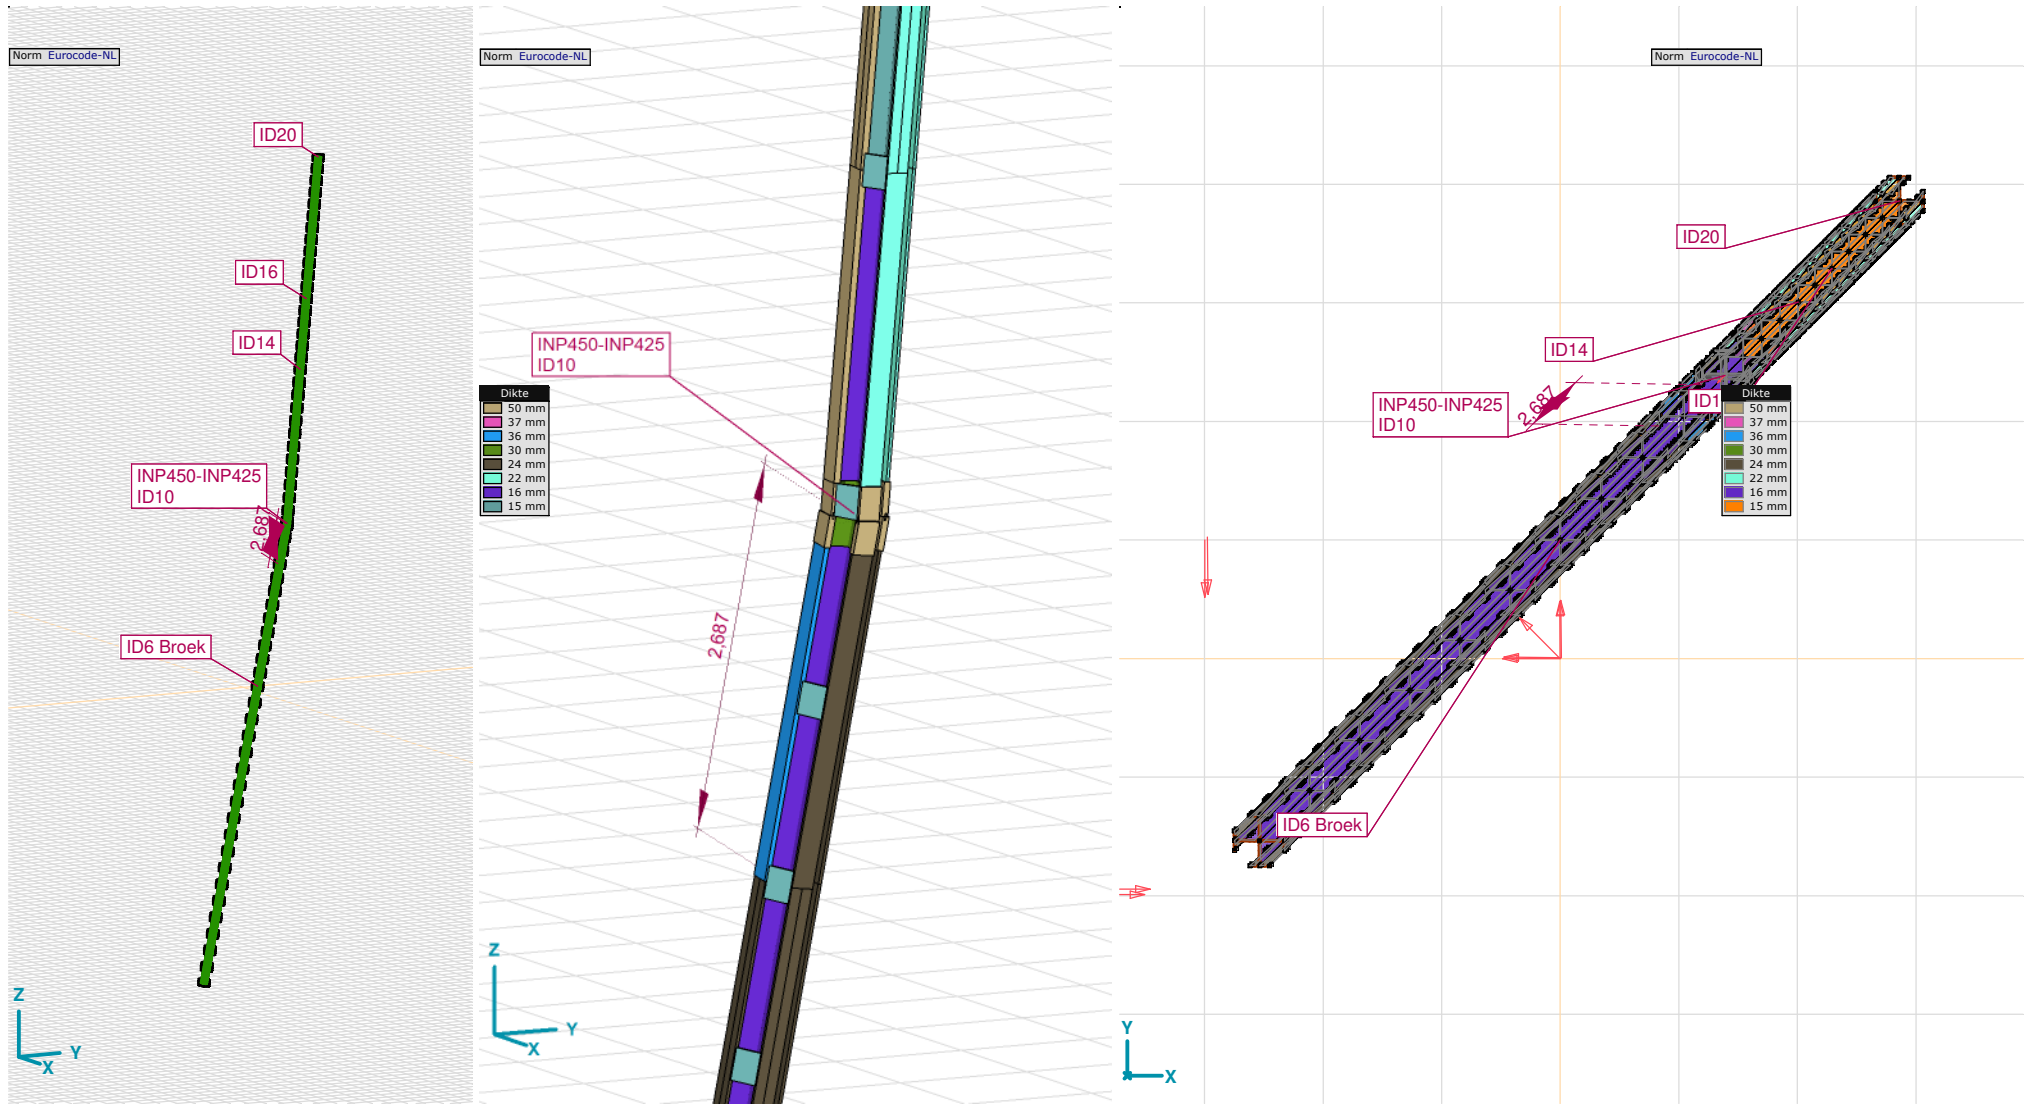 Norm Eurocode-NL
ID20
ID16
ID14
INP450-INP425
ID10
2,687
ID6 Broek
Z
Y
X
Norm Eurocode-NL
INP450-INP425
ID10
Dikte
50 mm
37 mm
36 mm
30 mm
24 mm
22 mm
16 mm
15 mm
2,687
Z
Y
X
Norm Eurocode-NL
ID20
ID14
INP450-INP425
ID10
2,687
ID1
Dikte
50 mm
37 mm
36 mm
30 mm
24 mm
22 mm
16 mm
15 mm
ID6 Broek
Y
X